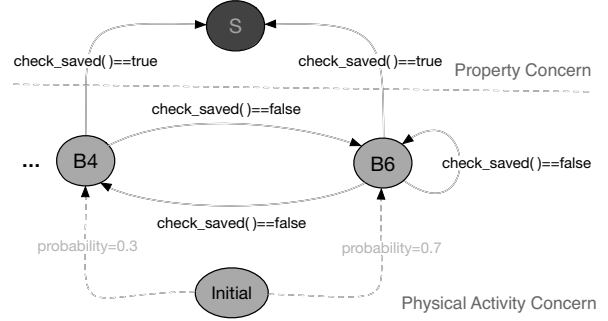 S
check_saved()==true
check_saved()==true
Property Concern
check_saved()==false
... B4
B6
check_saved()==false
check_saved()==false
probability=0.3
probability=0.7
Initial
Physical Activity Concern